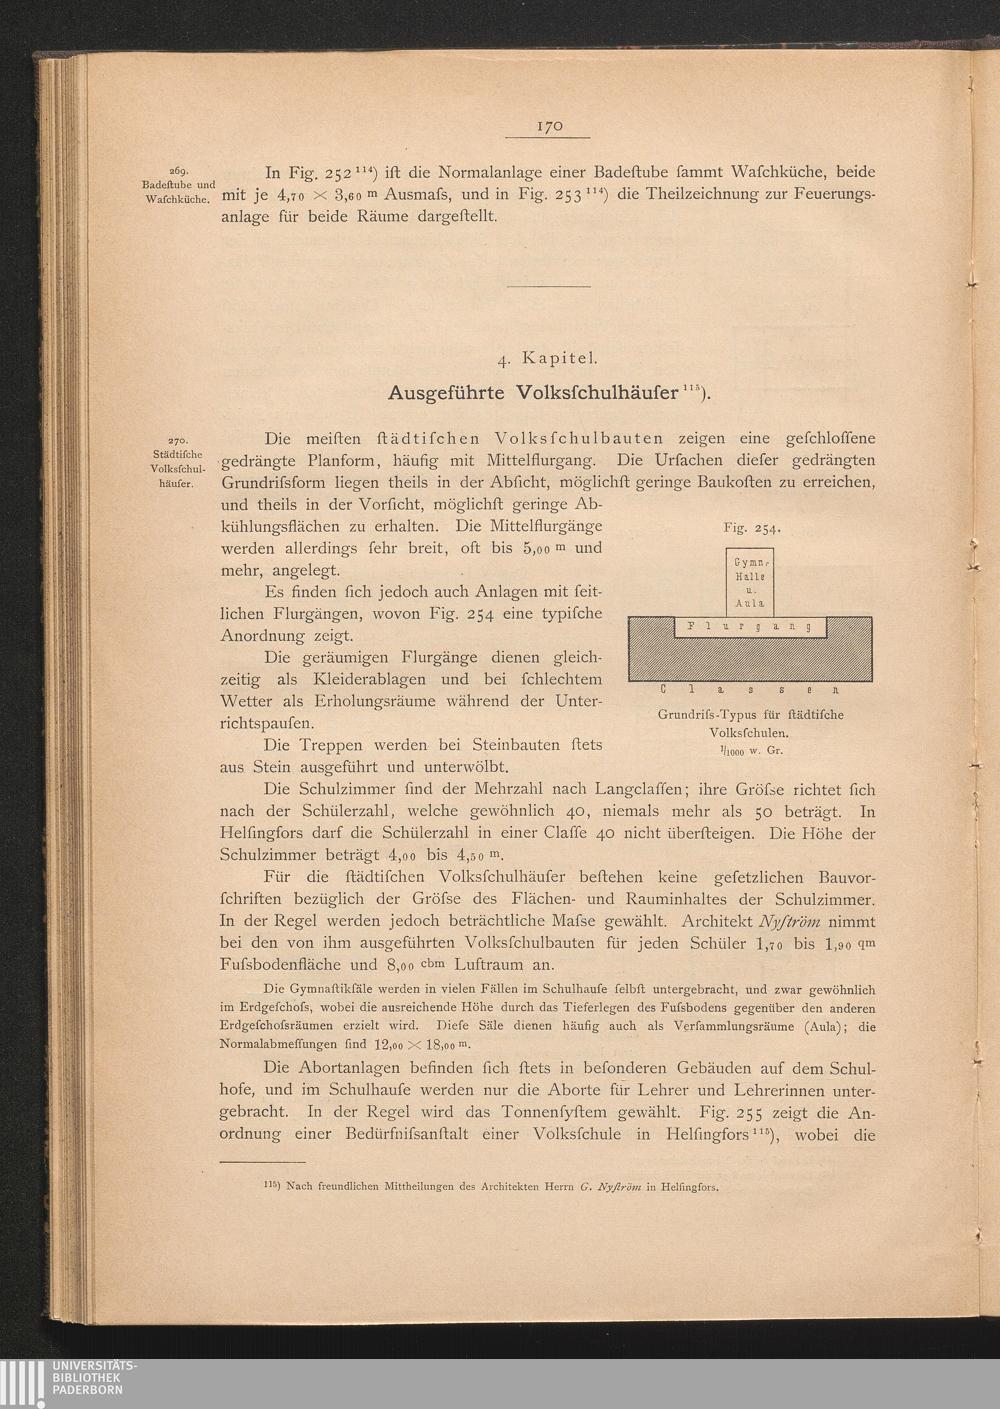 170
269.
Badeſtube und
Waſchküche.
In Fig. 252 ¹¹⁴) iſt die Normalanlage einer Badeſtube ſammt Waſchküche, beide
mit je 4,70 × 3,60 m Ausmaſs, und in Fig. 253 ¹¹⁴) die Theilzeichnung zur Feuerungs-
anlage für beide Räume dargeſtellt.
4. Kapitel.
Ausgeführte Volksſchulhäuſer ¹¹⁵).
270.
Städtiſche
Volksſchul-
häuſer.
Die meiſten ſtädtiſchen Volksſchulbauten zeigen eine geſchloſſene
gedrängte Planform, häufig mit Mittelflurgang. Die Urſachen dieſer gedrängten
Grundriſsform liegen theils in der Abſicht, möglichſt geringe Baukoſten zu erreichen,
und theils in der Vorſicht, möglichſt geringe Ab-
kühlungsflächen zu erhalten. Die Mittelflurgänge
werden allerdings ſehr breit, oft bis 5,00 m und
mehr, angelegt.
Es finden ſich jedoch auch Anlagen mit ſeit-
lichen Flurgängen, wovon Fig. 254 eine typiſche
Anordnung zeigt.
Die geräumigen Flurgänge dienen gleich-
zeitig als Kleiderablagen und bei ſchlechtem
Wetter als Erholungsräume während der Unter-
richtspauſen.
Die Treppen werden bei Steinbauten ſtets
aus Stein ausgeführt und unterwölbt.
Fig. 254.
Gymn.-
Halle
u.
Aula
Flurgang
Classen
Grundriſs-Typus für ſtädtiſche
Volksſchulen.
1/1000 w. Gr.
Die Schulzimmer ſind der Mehrzahl nach Langclaſſen; ihre Gröſse richtet ſich
nach der Schülerzahl, welche gewöhnlich 40, niemals mehr als 50 beträgt. In
Helſingfors darf die Schülerzahl in einer Claſſe 40 nicht überſteigen. Die Höhe der
Schulzimmer beträgt 4,00 bis 4,50 m.
Für die ſtädtiſchen Volksſchulhäuſer beſtehen keine geſetzlichen Bauvor-
ſchriften bezüglich der Gröſse des Flächen- und Rauminhaltes der Schulzimmer.
In der Regel werden jedoch beträchtliche Maſse gewählt. Architekt Nyſtröm nimmt
bei den von ihm ausgeführten Volksſchulbauten für jeden Schüler 1,70 bis 1,90 qm
Fuſsbodenfläche und 8,00 cbm Luftraum an.
Die Gymnaſtikſäle werden in vielen Fällen im Schulhauſe ſelbſt untergebracht, und zwar gewöhnlich
im Erdgeſchoſs, wobei die ausreichende Höhe durch das Tieferlegen des Fuſsbodens gegenüber den anderen
Erdgeſchoſsräumen erzielt wird. Dieſe Säle dienen häufig auch als Verſammlungsräume (Aula); die
Normalabmeſſungen ſind 12,00 × 18,00 m.
Die Abortanlagen befinden ſich ſtets in beſonderen Gebäuden auf dem Schul-
hofe, und im Schulhauſe werden nur die Aborte für Lehrer und Lehrerinnen unter-
gebracht. In der Regel wird das Tonnenſyſtem gewählt. Fig. 255 zeigt die An-
ordnung einer Bedürfniſsanſtalt einer Volksſchule in Helſingfors ¹¹⁵), wobei die
¹¹⁵) Nach freundlichen Mittheilungen des Architekten Herrn G. Nyſtröm in Helſingfors.
UNIVERSITÄTS-
BIBLIOTHEK
PADERBORN